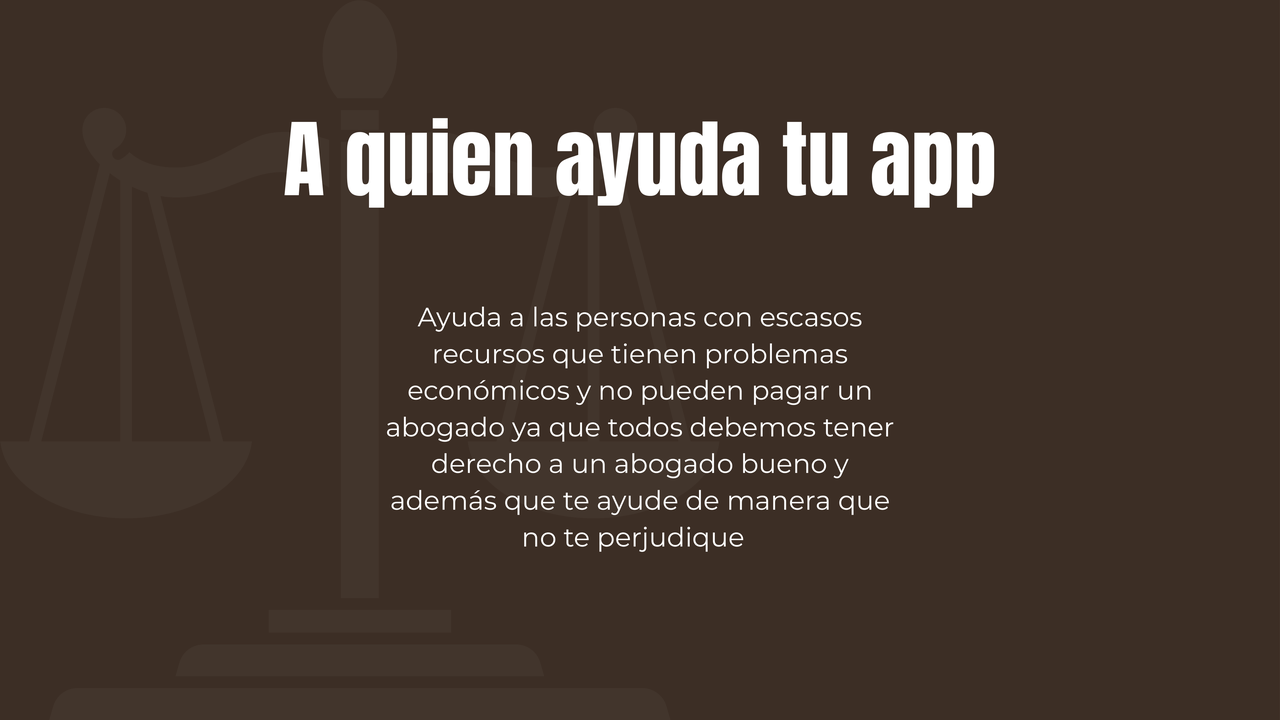 A quien ayuda tu app
Ayuda a las personas con escasos
recursos que tienen problemas
económicos y no pueden pagar un
abogado ya que todos debemos tener
derecho a un abogado bueno y
además que te ayude de manera que
no te perjudique